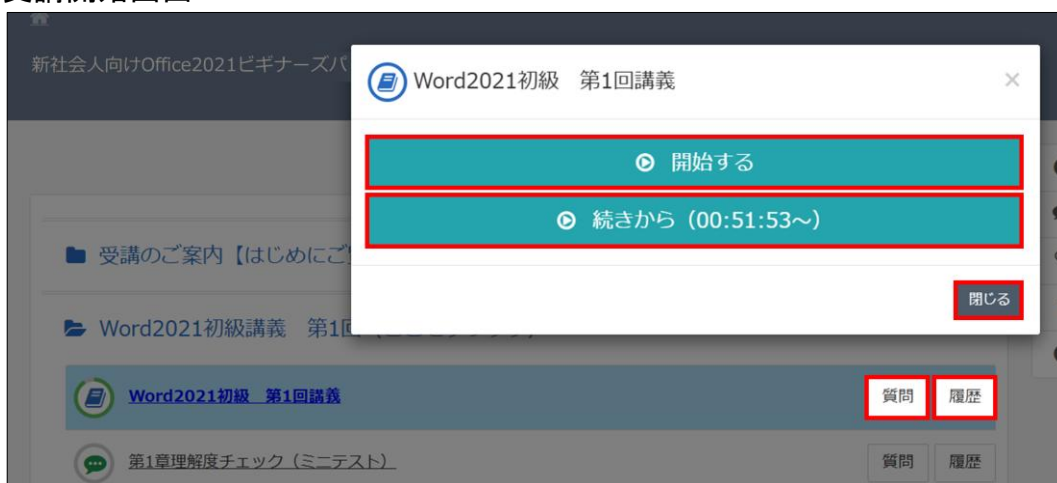 新社会人向けOffice2021ビギナーズパ
Word2021初級 第1回講義
×
開始する
続きから（00:51:53～）
閉じる
受講のご案内【はじめにご
Word2021初級講義 第1回
Word2021初級 第1回講義
質問
履歴
第1章理解度チェック（ミニテスト）
質問
履歴